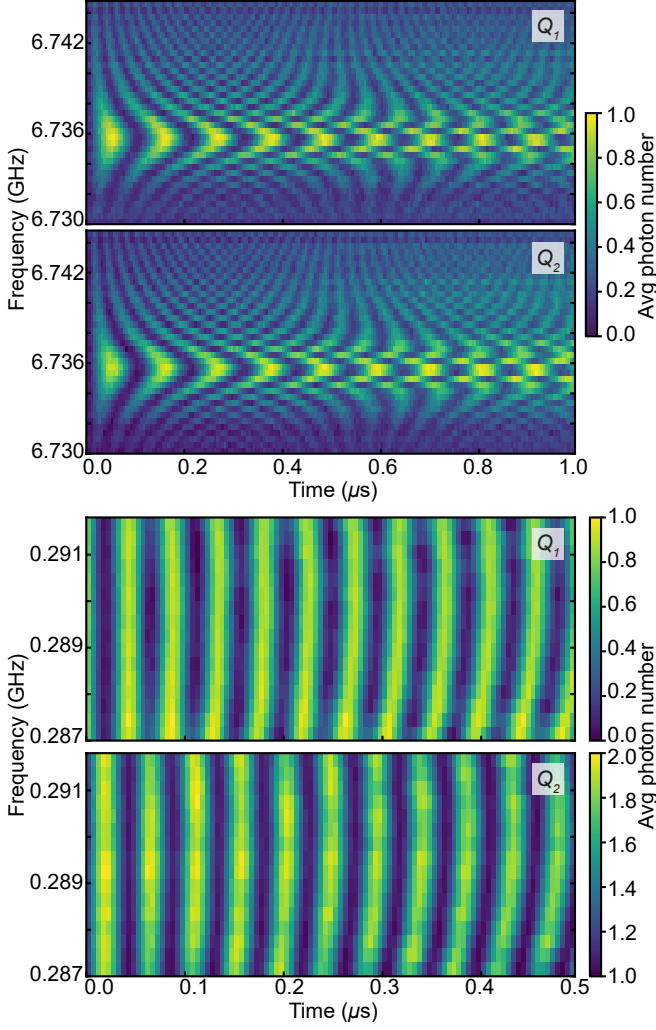 6.742
Q1
6.736
6.730
Frequency (GHz)
6.742
Q2
6.736
6.730
0.0 0.2 0.4 0.6 0.8 1.0
Time (μs)
1.0
0.8
0.6
0.4
0.2
0.0
Avg photon number
0.291
Q1
0.289
0.287
1.0
0.8
0.6
0.4
0.2
0.0
Avg photon number
Frequency (GHz)
0.291
Q2
0.289
0.287
2.0
1.8
1.6
1.4
1.2
1.0
Avg photon number
0.0 0.1 0.2 0.3 0.4 0.5
Time (μs)